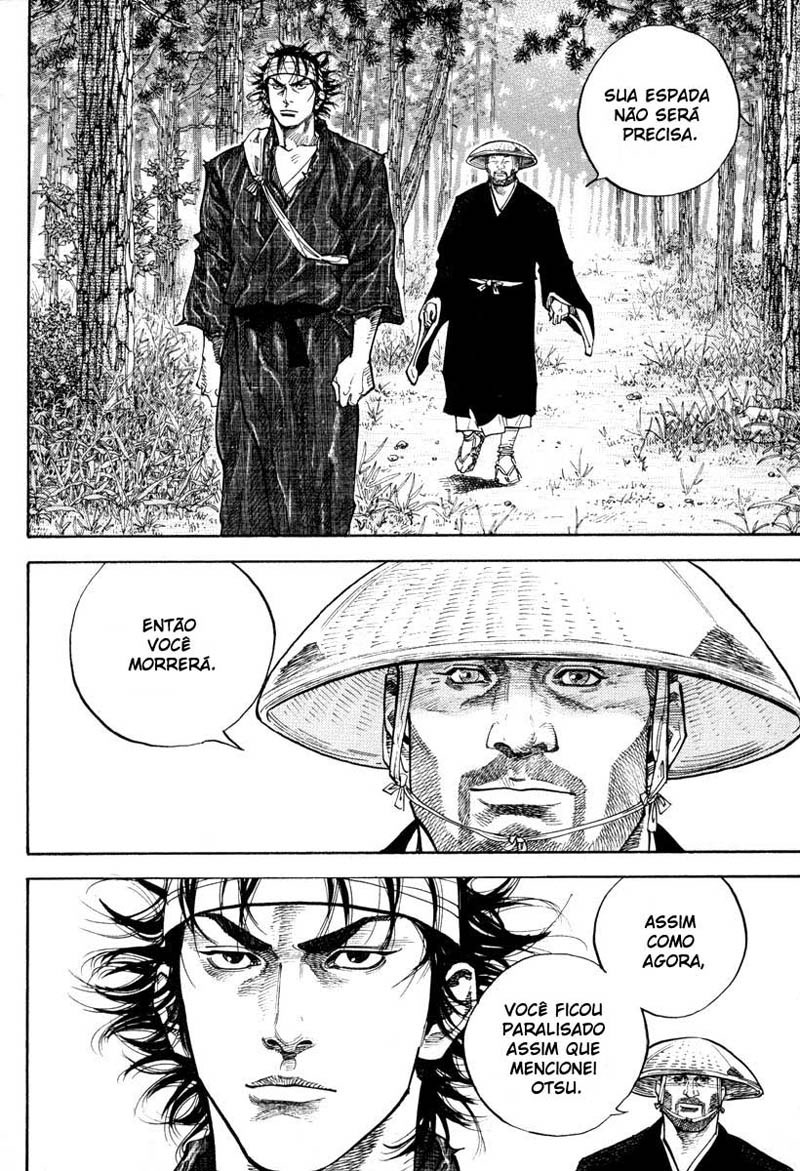 SUA ESPADA
NÃO SERÁ
PRECISA.
ENTÃO
VOCÊ
MORRERÁ.
ASSIM
COMO
AGORA,
VOCÊ FICOU
PARALISADO
ASSIM QUE
MENCIONEI
OTSU.